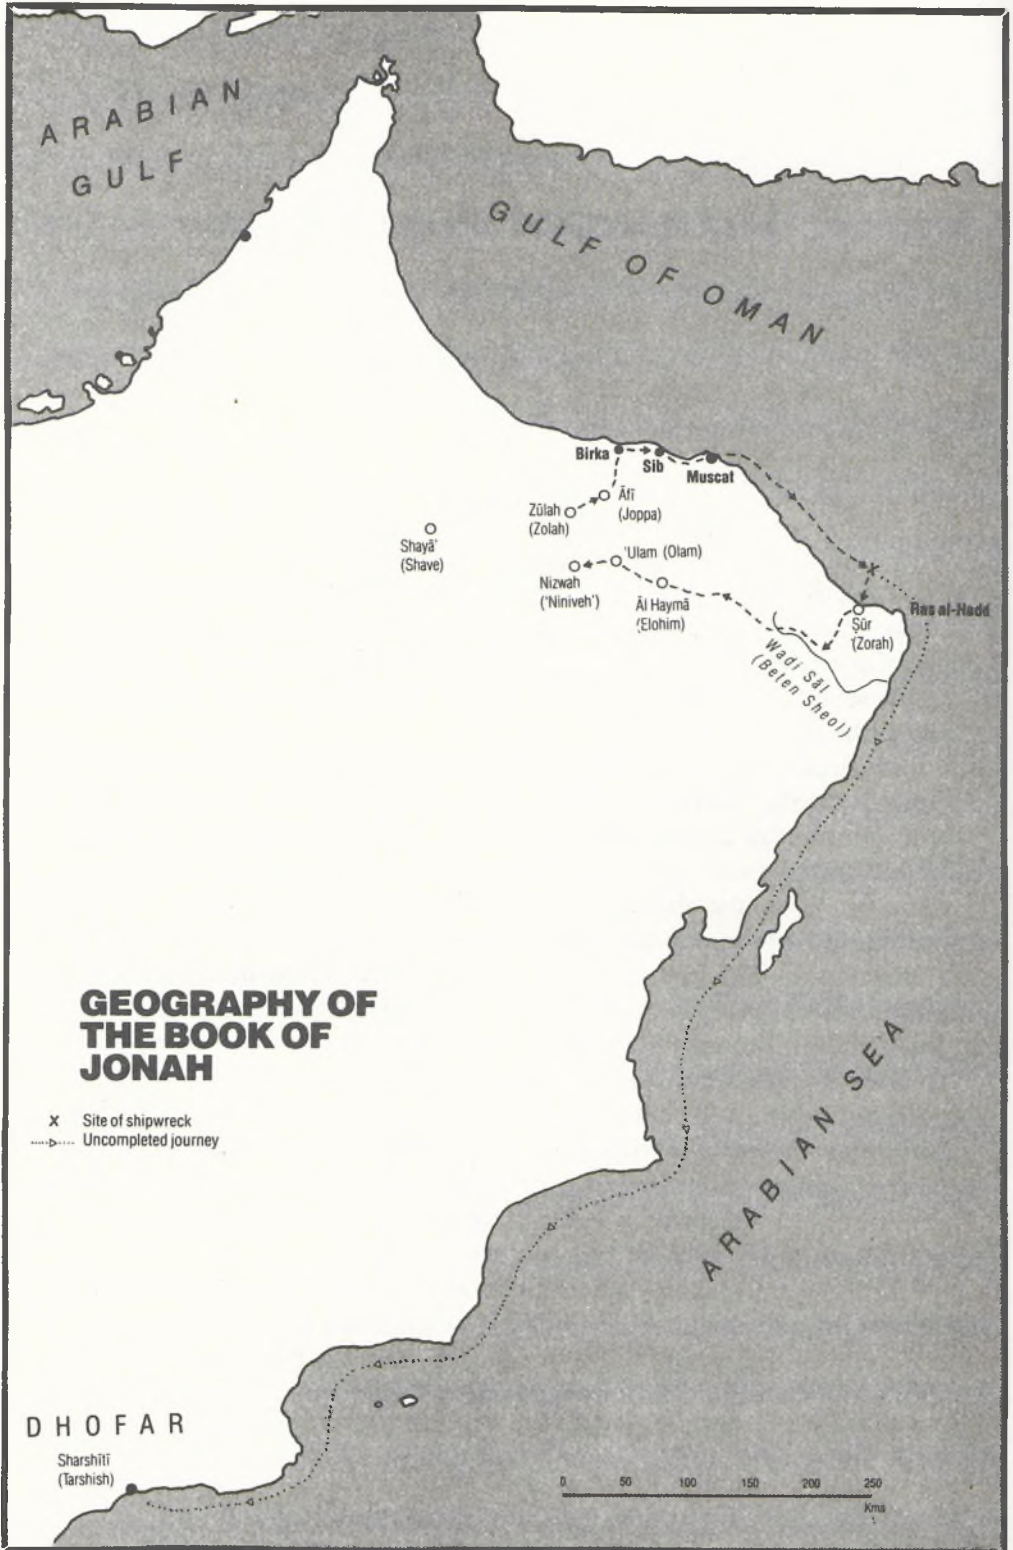 ARABIAN
GULF
GULF OF OMAN
Birka
Sib
Muscat
Āfī
(Joppa)
Zūlah
(Zolah)
Shayā'
(Shave)
'Ulam (Olam)
Nizwah
('Niniveh')
Āl Haymā
('Elohim)
X
Ras al-Hadd
Ṣūr
(Zorah)
Wadi Sāl
(Beten Sheol)
GEOGRAPHY OF
THE BOOK OF
JONAH
X Site of shipwreck
Uncompleted journey
ARABIAN SEA
DHOFAR
Sharshītī
(Tarshish)
0 50 100 150 200 250
Kms